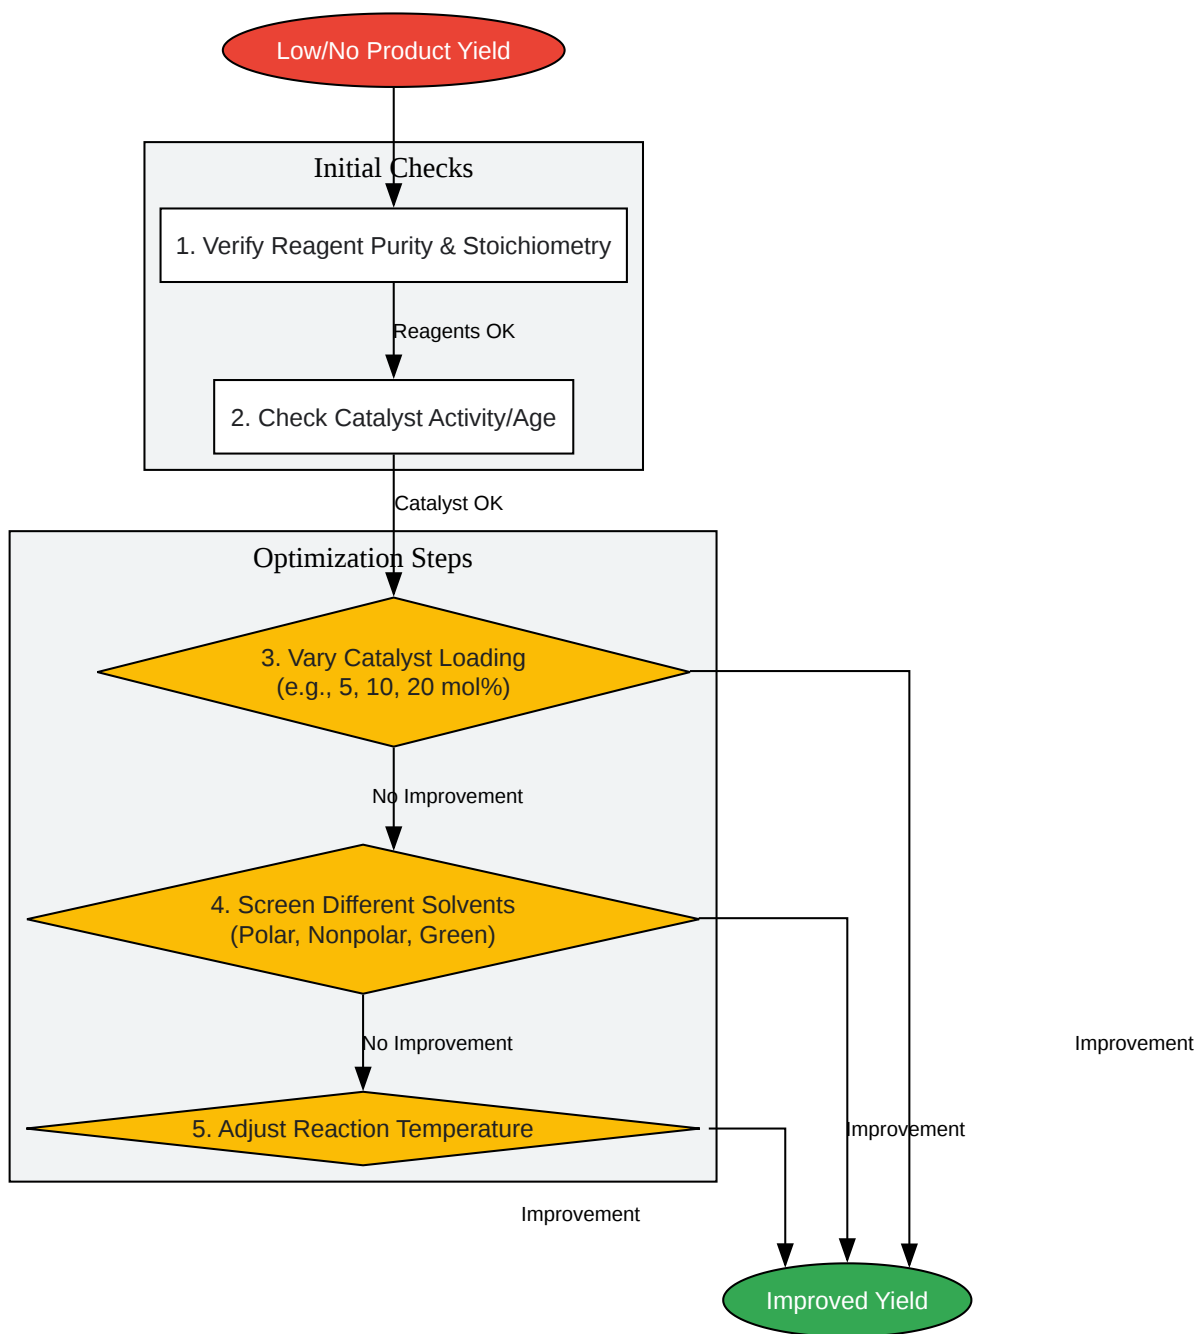 Low/No Product Yield
Initial Checks
1. Verify Reagent Purity & Stoichiometry
Reagents OK
2. Check Catalyst Activity/Age
Catalyst OK
Optimization Steps
3. Vary Catalyst Loading
(e.g., 5, 10, 20 mol%)
No Improvement
4. Screen Different Solvents
(Polar, Nonpolar, Green)
No Improvement
Improvement
5. Adjust Reaction Temperature
Improvement
Improvement
Improved Yield